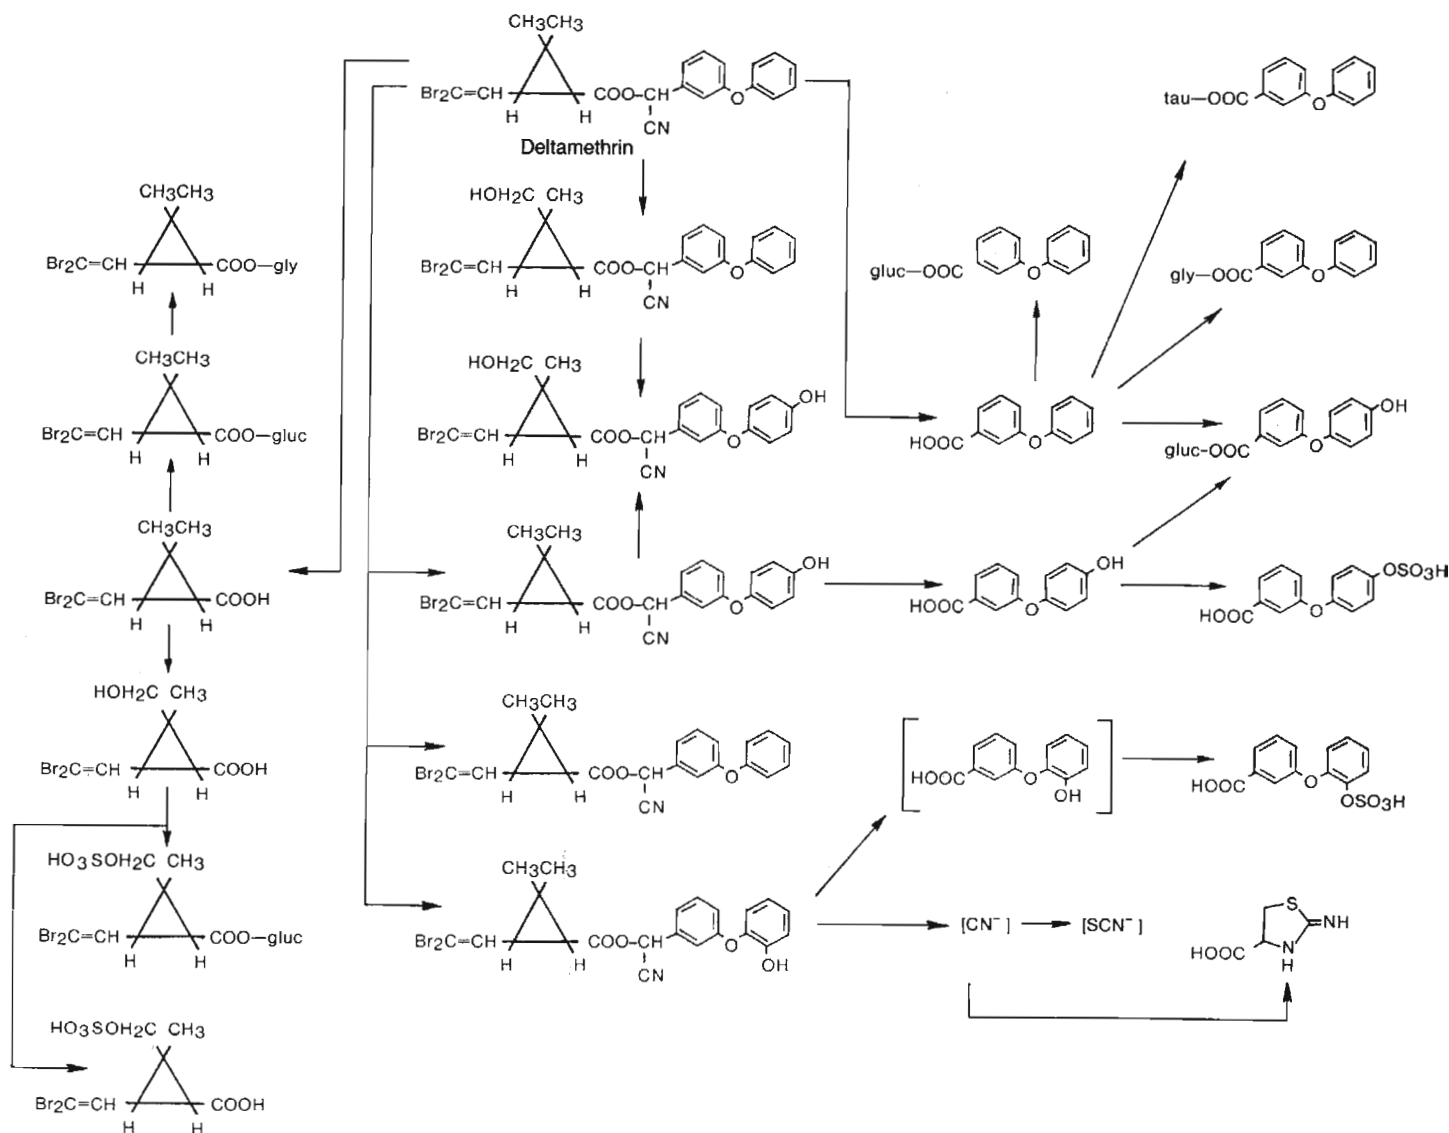 CH3CH3
Br2C=CH
H
H
COO-CH
CN
O
Deltamethrin
tau-OOC
O
CH3CH3
Br2C=CH
H
H
COO-gly
HOH2C CH3
Br2C=CH
H
H
COO-CH
CN
O
gluc-OOC
O
gly-OOC
O
CH3CH3
Br2C=CH
H
H
COO-gluc
HOH2C CH3
Br2C=CH
H
H
COO-CH
CN
O
OH
HOOC
O
gluc-OOC
O
OH
CH3CH3
Br2C=CH
H
H
COOH
CH3CH3
Br2C=CH
H
H
COO-CH
CN
O
OH
HOOC
O
OH
HOOC
O
OSO3H
HOH2C CH3
Br2C=CH
H
H
COOH
CH3CH3
Br2C=CH
H
H
COO-CH
CN
O
HOOC
O
OH
HOOC
O
OSO3H
HO3SOH2C CH3
Br2C=CH
H
H
COO-gluc
CH3CH3
Br2C=CH
H
H
COO-CH
CN
O
OH
[CN⁻]
[SCN⁻]
S
=NH
HOOC
N
H
HO3SOH2C CH3
Br2C=CH
H
H
COOH